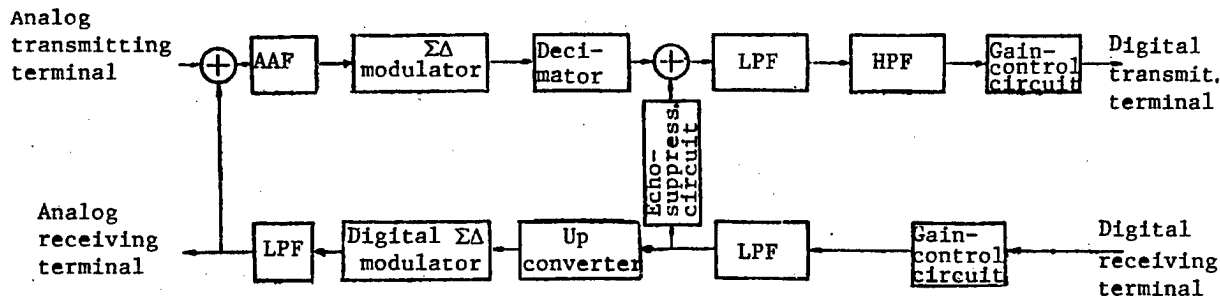 Analog
transmitting
terminal
AAF
ΣΔ
modulator
Deci-
mator
LPF
HPF
Gain-
control
circuit
Digital
transmit.
terminal
Echo-
suppress.
circuit
Analog
receiving
terminal
LPF
Digital ΣΔ
modulator
Up
converter
LPF
Gain-
control
circuit
Digital
receiving
terminal